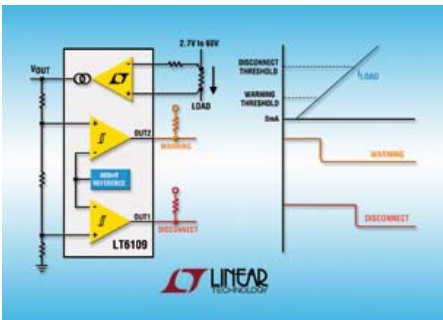 2.7V to 60V
VOUT
LOAD
OUT2
WARNING
400mV
REFERENCE
OUT1
DISCONNECT
LT6109
DISCONNECT
THRESHOLD
ILOAD
WARNING
THRESHOLD
0mA
WARNING
DISCONNECT
LINEAR
TECHNOLOGY